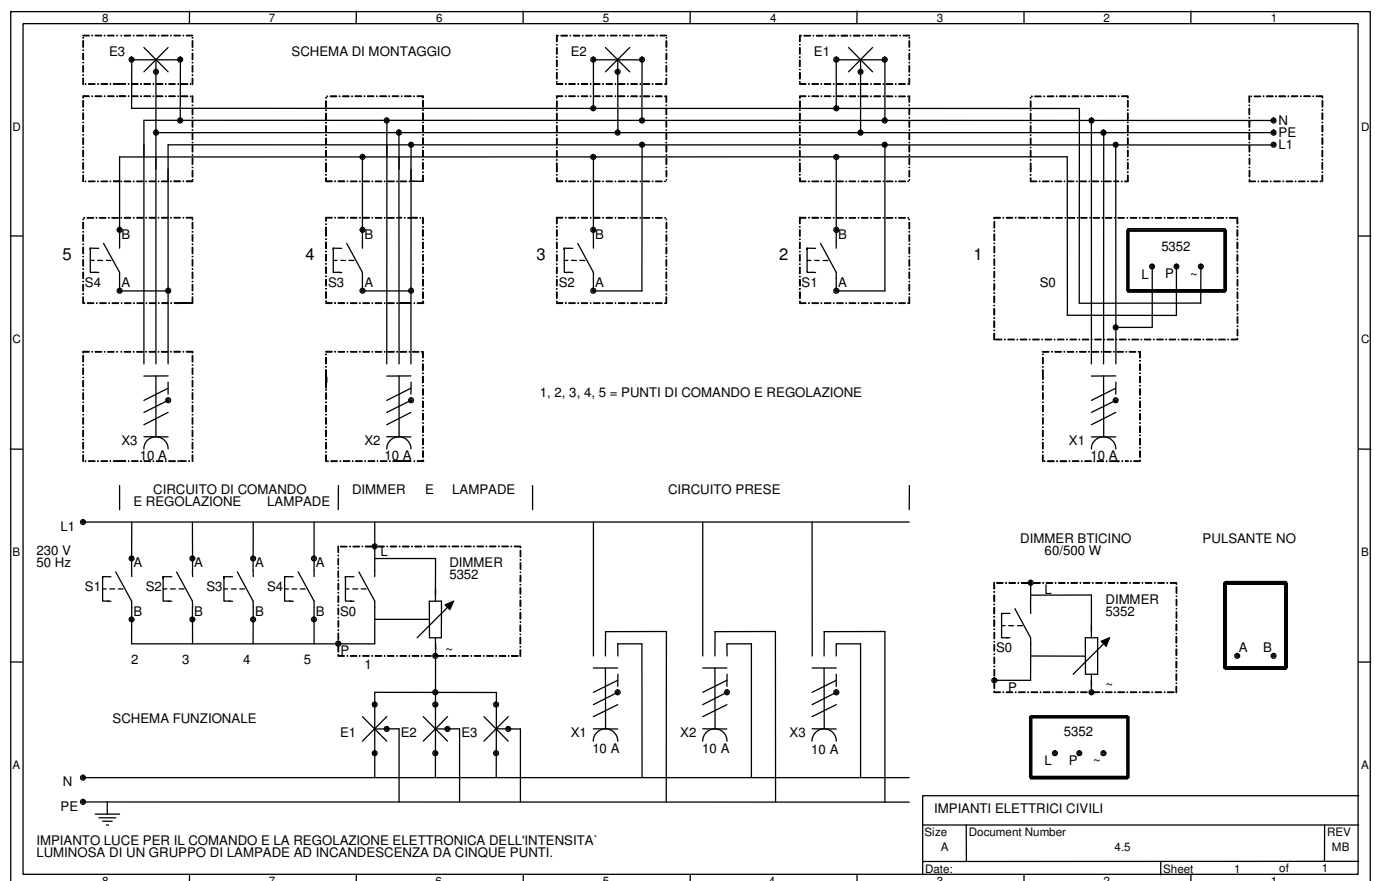 8 7 6 5 4 3 2 1
E3 SCHEMA DI MONTAGGIO E2 E1
D D
N
PE
L1
B B B B
5 4 3 2 1
5352
L P ~
S4 A S3 A S2 A S1 A S0
C C
1, 2, 3, 4, 5 = PUNTI DI COMANDO E REGOLAZIONE
X3 X2 X1
10 A 10 A 10 A
CIRCUITO DI COMANDO
E REGOLAZIONE LAMPADE
DIMMER E LAMPADE
CIRCUITO PRESE
L1
230 V
50 Hz
B B
A A A A L
DIMMER
5352
S1 S2 S3 S4 S0
B B B B
P ~
2 3 4 5 1
DIMMER BTICINO
60/500 W
L
DIMMER
5352
S0
P ~
PULSANTE NO
A B
SCHEMA FUNZIONALE
E1 E2 E3
X1 X2 X3
10 A 10 A 10 A
5352
L P ~
A A
N
PE
IMPIANTO LUCE PER IL COMANDO E LA REGOLAZIONE ELETTRONICA DELL'INTENSITA`
LUMINOSA DI UN GRUPPO DI LAMPADE AD INCANDESCENZA DA CINQUE PUNTI.
IMPIANTI ELETTRICI CIVILI
Size Document Number REV
A 4.5 MB
Date: Sheet 1 of 1
8 7 6 5 4 3 2 1